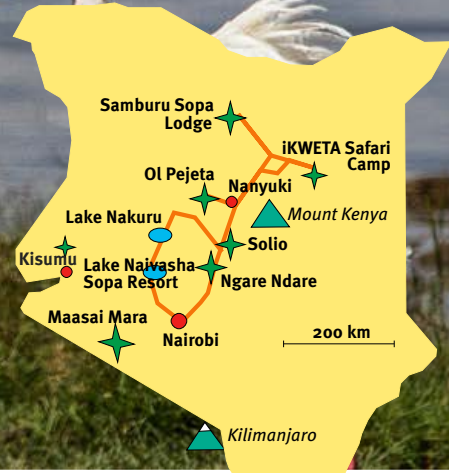 Samburu Sopa
Lodge
iKWETA Safari
Camp
Ol Pejeta
Nanyuki
Mount Kenya
Lake Nakuru
Solio
Kisumu
Lake Naivasha
Sopa Resort
Ngare Ndare
Maasai Mara
Nairobi
200 km
Kilimanjaro